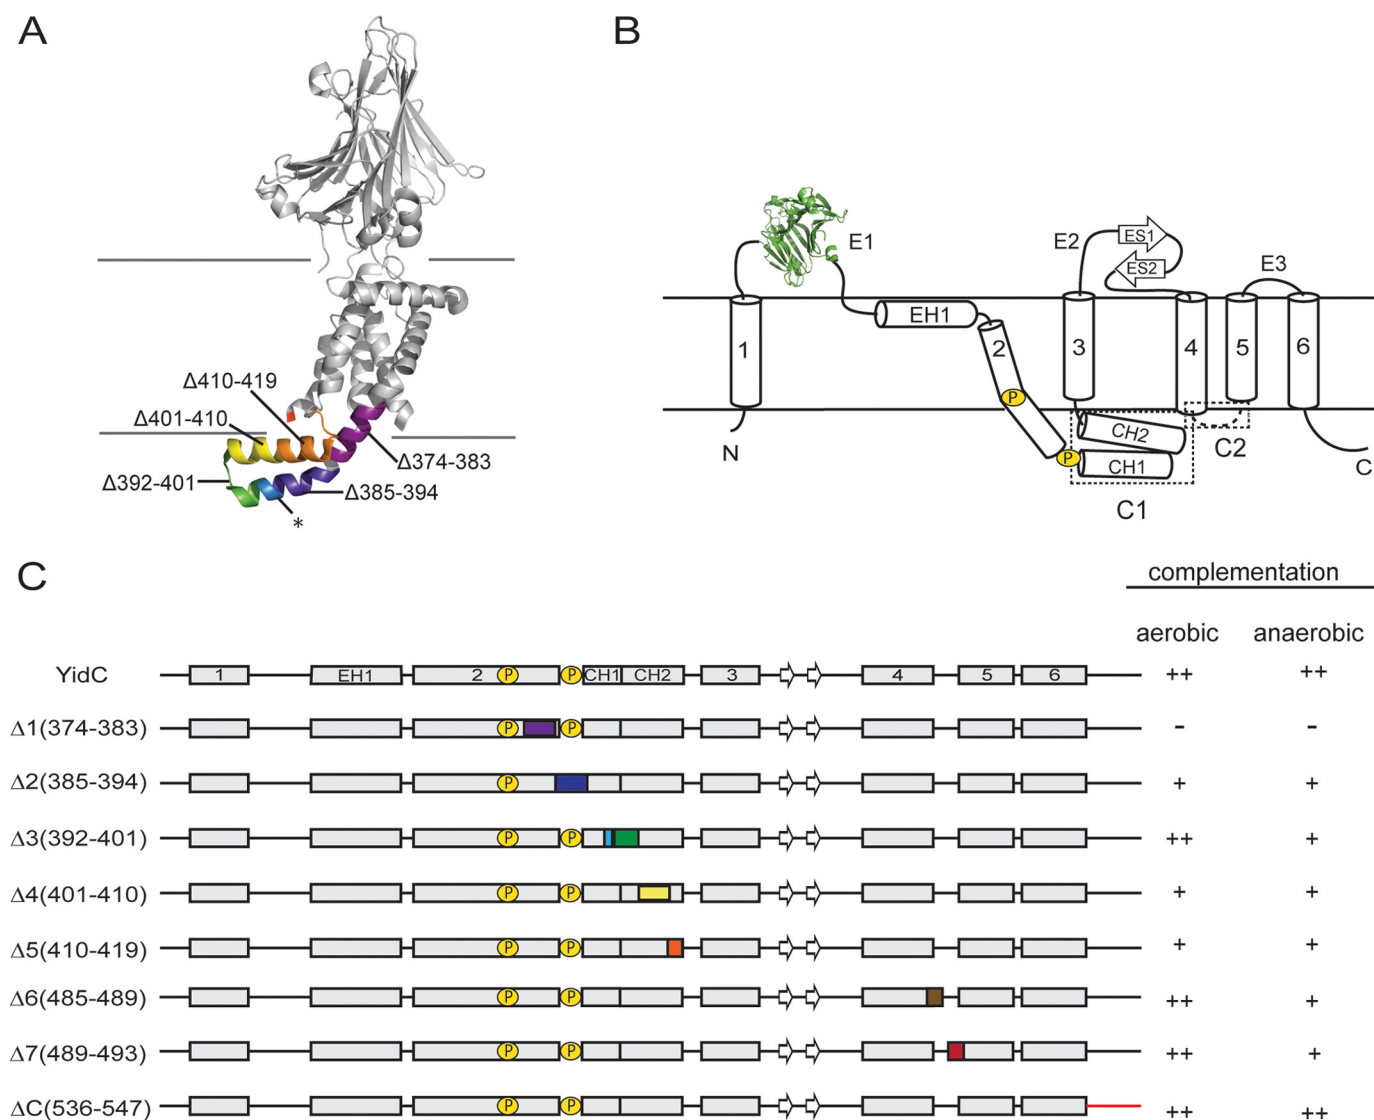 A
Δ410-419
Δ401-410
Δ392-401
Δ374-383
Δ385-394
*
B
E1
E2
ES1
ES2
E3
EH1
1
2
3
4
5
6
P
P
CH2
CH1
N
C2
C
C1
C
complementation
aerobic anaerobic
YidC 1 EH1 2 P P CH1 CH2 3 4 5 6 ++ ++
Δ1(374-383) P P - -
Δ2(385-394) P + +
Δ3(392-401) P P ++ +
Δ4(401-410) P P + +
Δ5(410-419) P P + +
Δ6(485-489) P P ++ +
Δ7(489-493) P P ++ +
ΔC(536-547) P P ++ ++